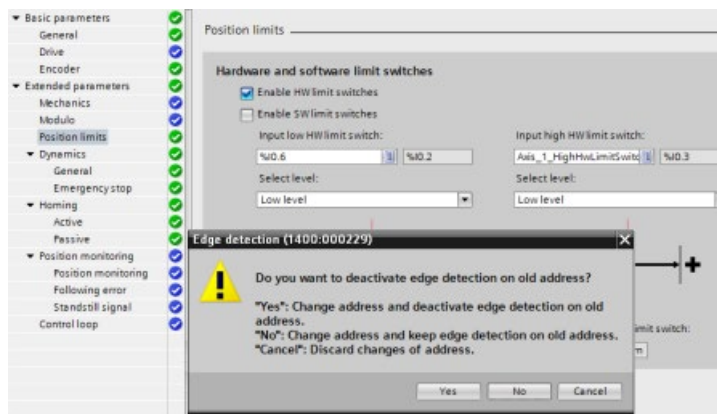 Basic parameters
General
Drive
Encoder
Extended parameters
Mechanics
Modulo
Position limits
Dynamics
General
Emergency stop
Homing
Active
Passive
Position monitoring
Position monitoring
Following error
Standstill signal
Control loop
Position limits
Hardware and software limit switches
Enable HW limit switches
Enable SW limit switches
Input low HW limit switch: Input high HW limit switch:
%I0.6 %I0.2 Axis_1_HighHwLimitSwitc %I0.3
Select level: Select level:
Low level Low level
Edge detection (1400:000229)
Do you want to deactivate edge detection on old address?
"Yes": Change address and deactivate edge detection on old
address.
"No": Change address and keep edge detection on old address.
"Cancel": Discard changes of address.
imit switch:
Yes No Cancel